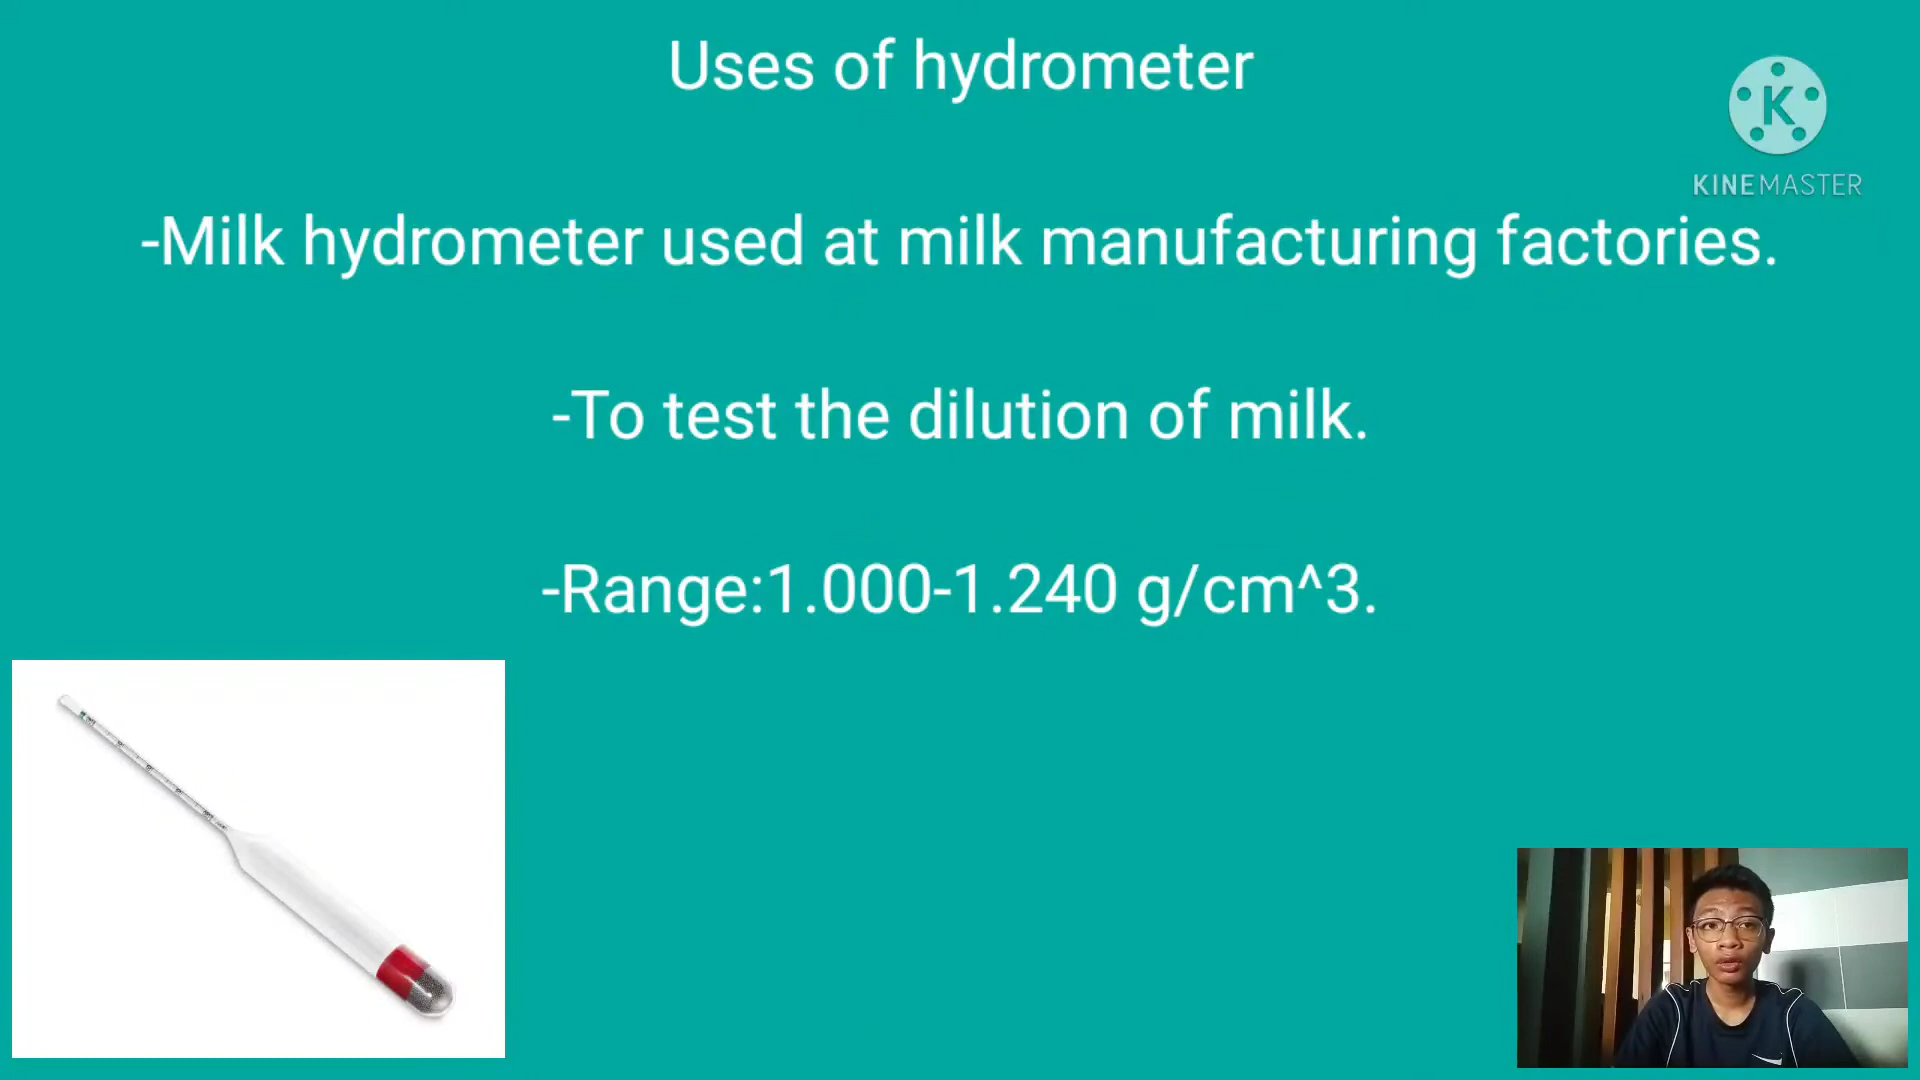 Uses of hydrometer
KINEMASTER
-Milk hydrometer used at milk manufacturing factories.
-To test the dilution of milk.
-Range:1.000-1.240 g/cm^3.